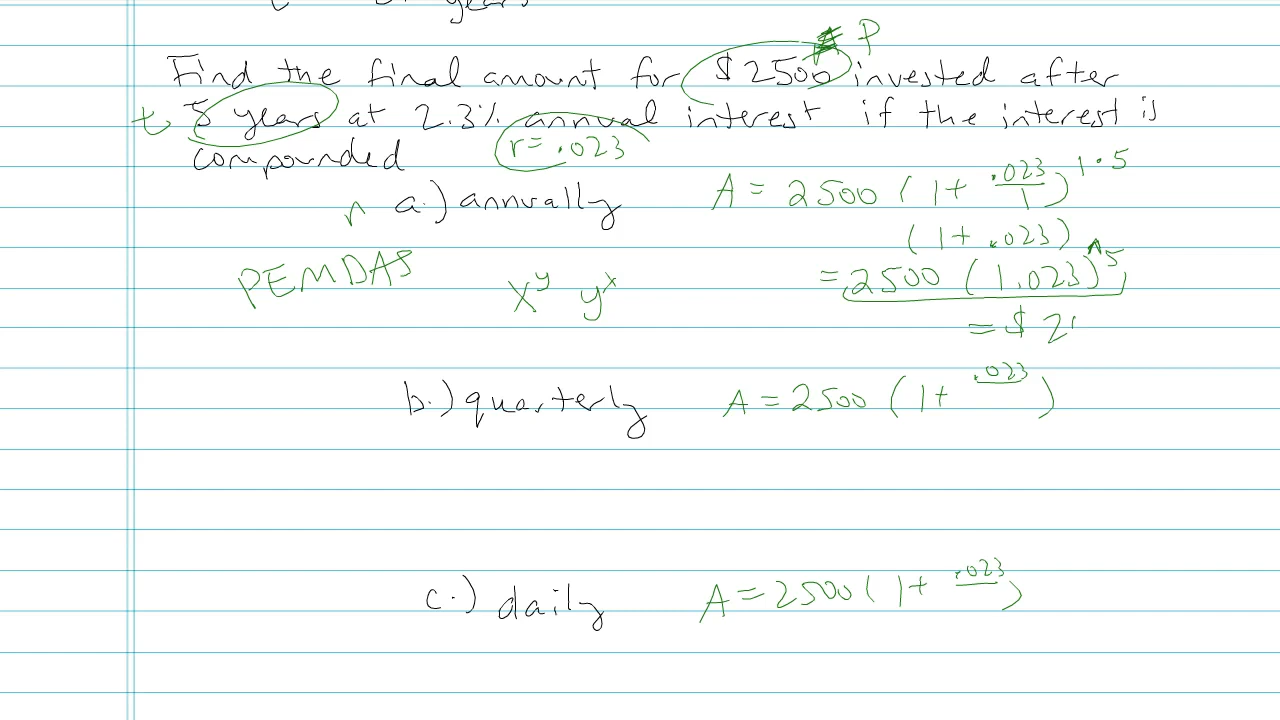 years
Find the final amount for $2500 P invested after
t 5 years at 2.3% annual interest if the interest is
compounded r = .023
n a.) annually A = 2500 (1 + .023/1)^1·5
(1 + .023)
PEMDAS x^y y^x = 2500 (1.023)^5
= $ 2
b.) quarterly A = 2500 (1 + .023 )
c.) daily A = 2500 (1 + .023 )